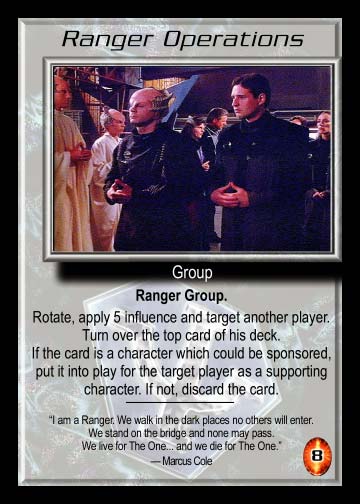 Ranger Operations
Group
Ranger Group.
Rotate, apply 5 influence and target another player.
Turn over the top card of his deck.
If the card is a character which could be sponsored,
put it into play for the target player as a supporting
character. If not, discard the card.
"I am a Ranger. We walk in the dark places no others will enter.
We stand on the bridge and none may pass.
We live for The One... and we die for The One."
— Marcus Cole
8